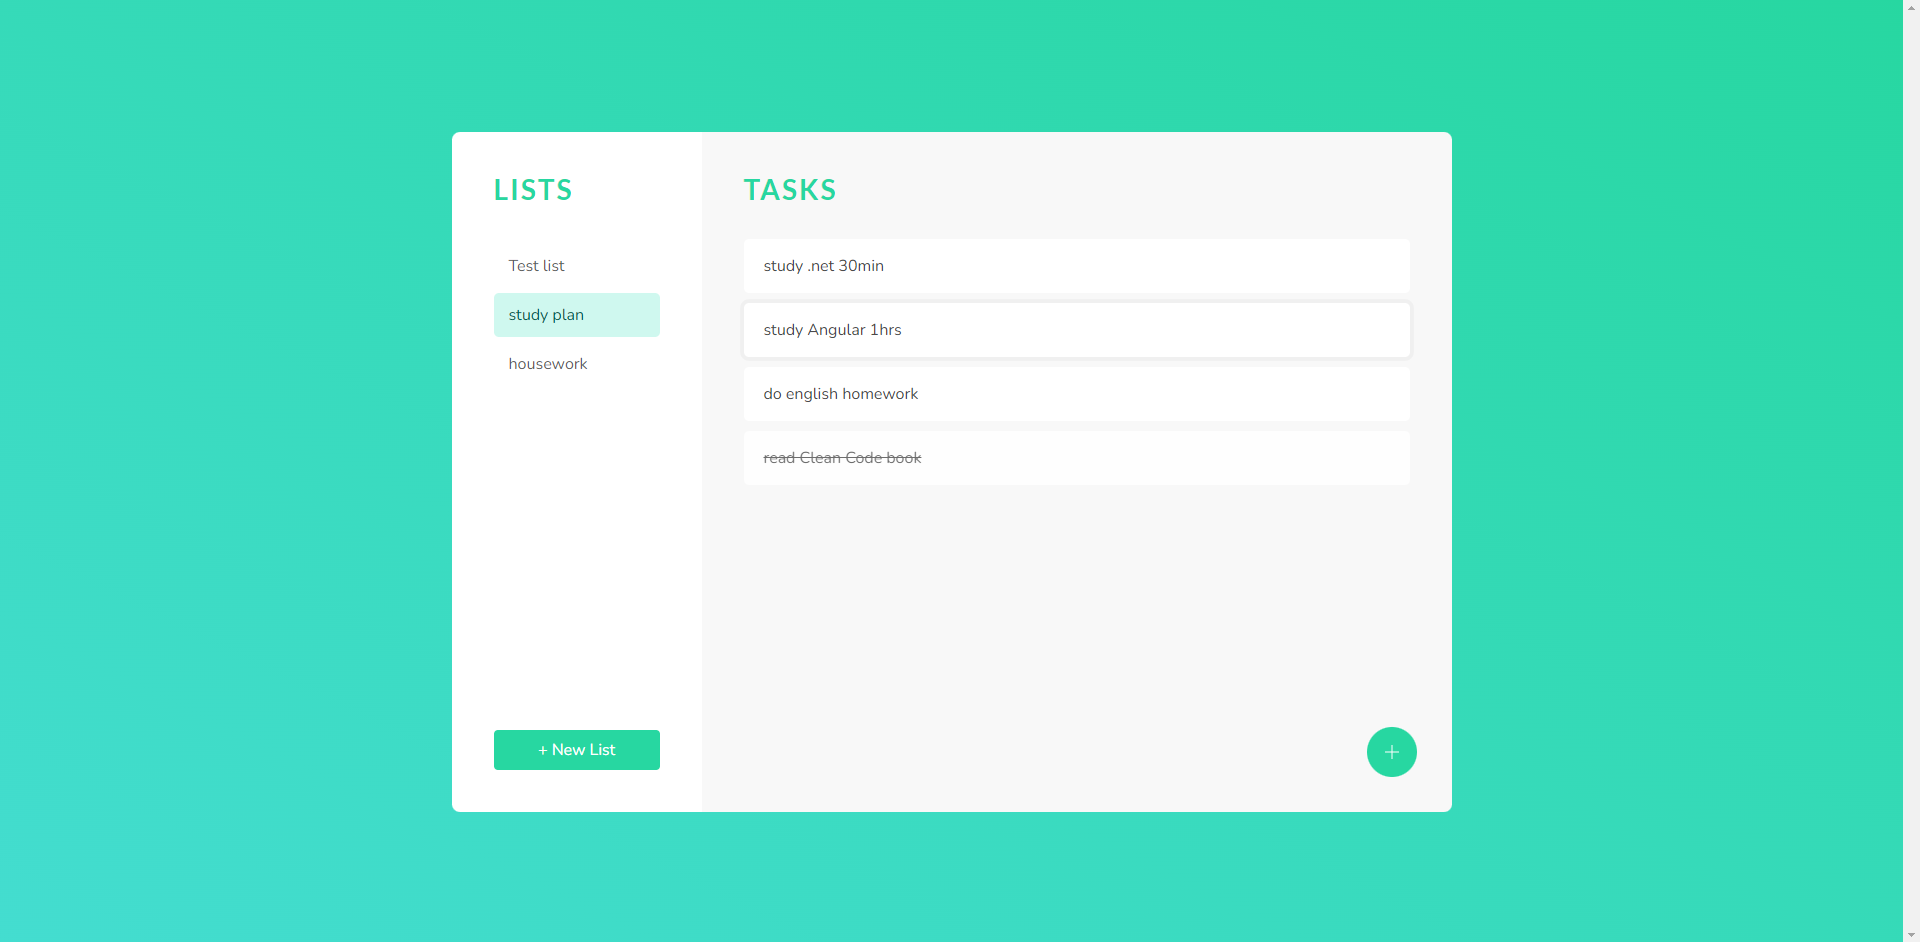 LISTS
Test list
study plan
housework
+ New List
TASKS
study .net 30min
study Angular 1hrs
do english homework
read Clean Code book
+